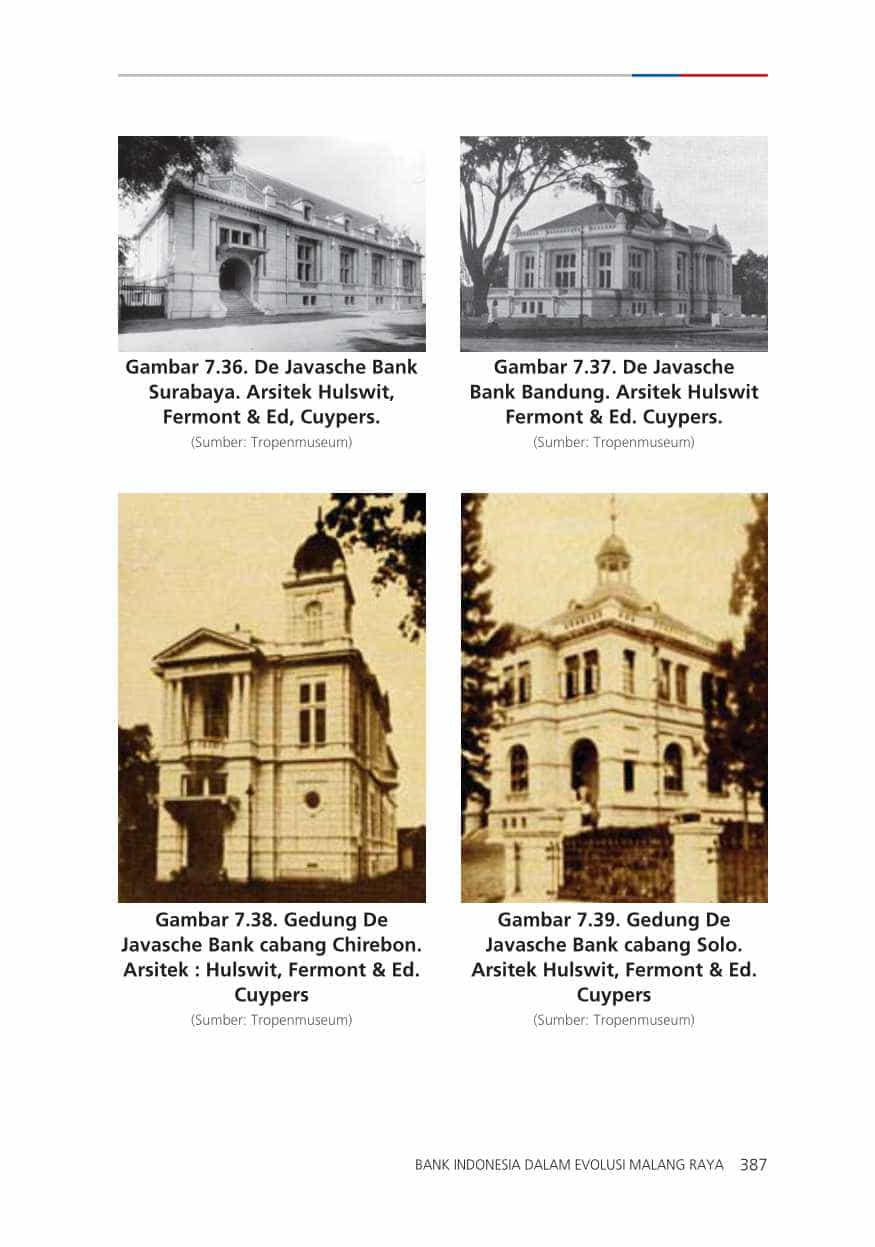 Gambar 7.36. De Javasche Bank
Surabaya. Arsitek Hulswit,
Fermont & Ed, Cuypers.
(Sumber: Tropenmuseum)
Gambar 7.37. De Javasche
Bank Bandung. Arsitek Hulswit
Fermont & Ed. Cuypers.
(Sumber: Tropenmuseum)
Gambar 7.38. Gedung De
Javasche Bank cabang Chirebon.
Arsitek : Hulswit, Fermont & Ed.
Cuypers
(Sumber: Tropenmuseum)
Gambar 7.39. Gedung De
Javasche Bank cabang Solo.
Arsitek Hulswit, Fermont & Ed.
Cuypers
(Sumber: Tropenmuseum)
BANK INDONESIA DALAM EVOLUSI MALANG RAYA 387